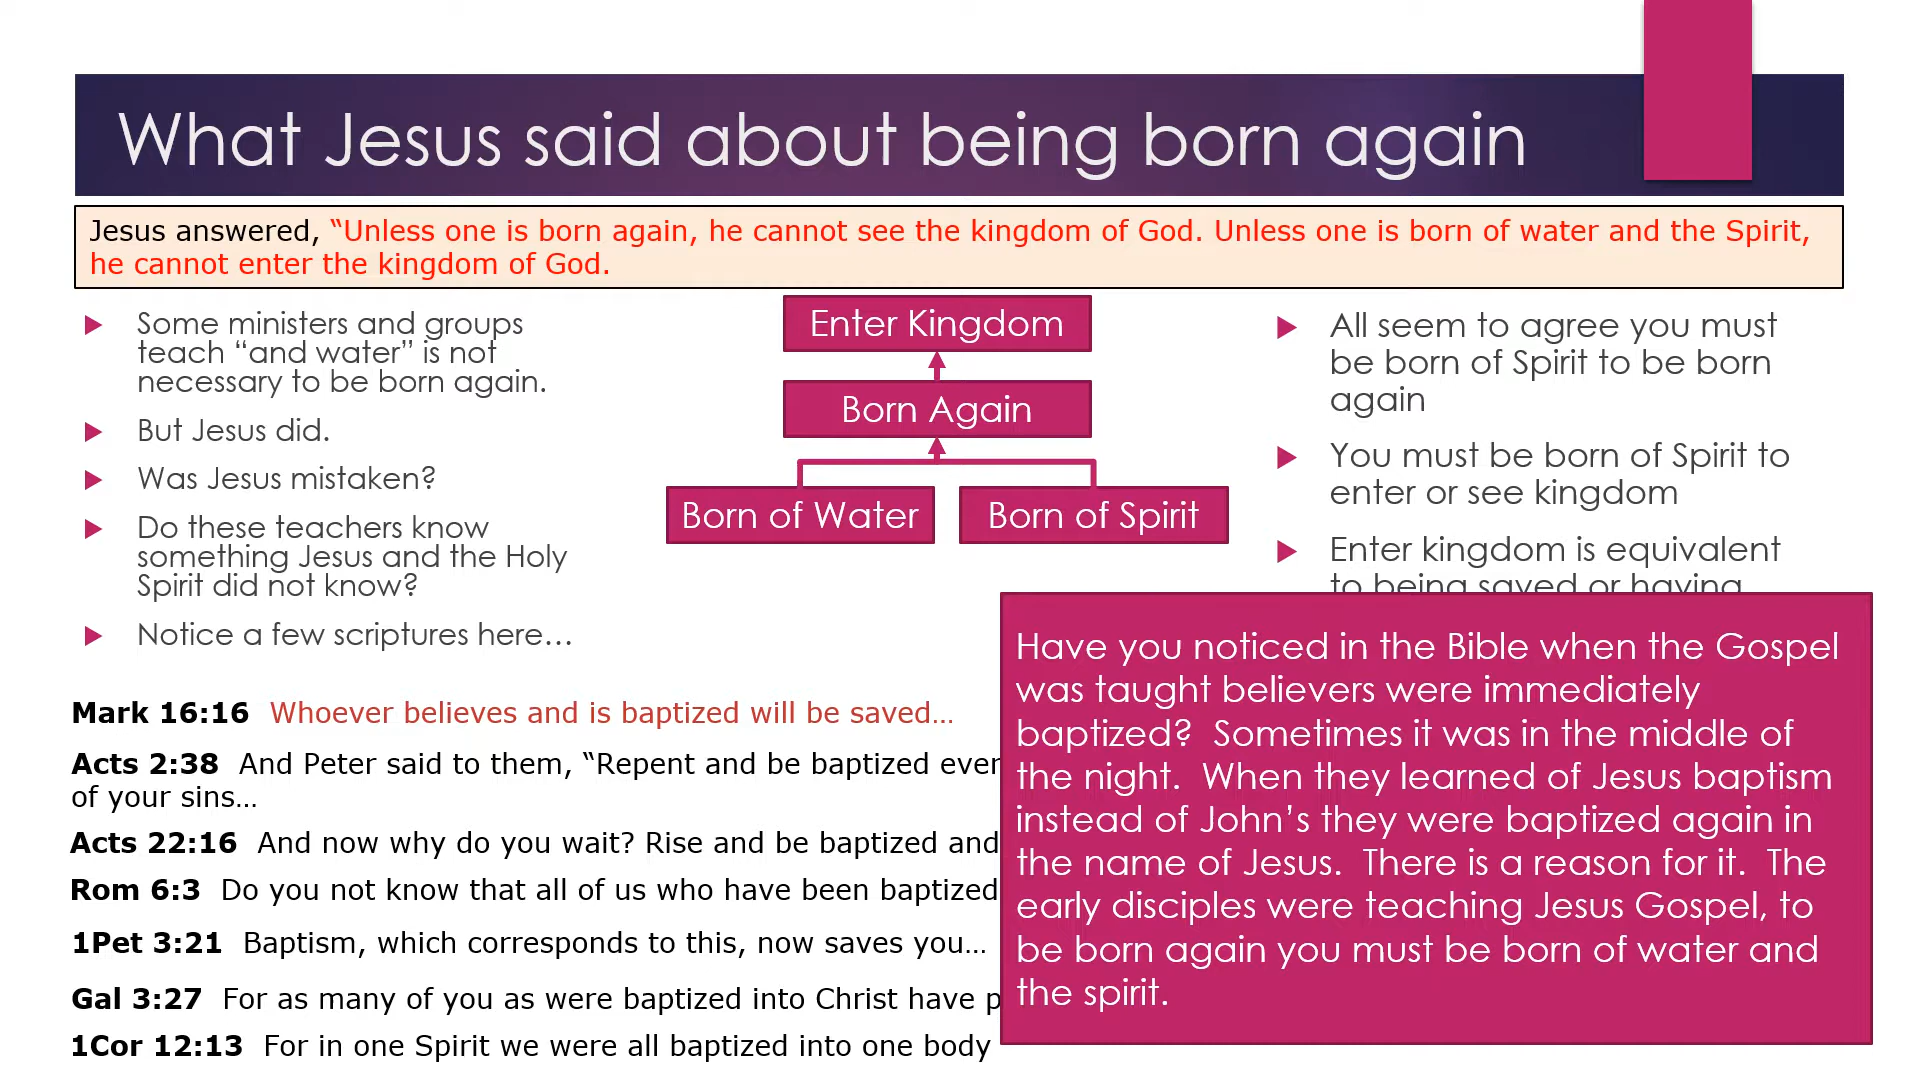 What Jesus said about being born again
Jesus answered, “Unless one is born again, he cannot see the kingdom of God. Unless one is born of water and the Spirit,
he cannot enter the kingdom of God.
Some ministers and groups
teach “and water” is not
necessary to be born again.
But Jesus did.
Was Jesus mistaken?
Do these teachers know
something Jesus and the Holy
Spirit did not know?
Notice a few scriptures here…
Enter Kingdom
Born Again
Born of Water
Born of Spirit
All seem to agree you must
be born of Spirit to be born
again
You must be born of Spirit to
enter or see kingdom
Enter kingdom is equivalent
to being saved or having
Mark 16:16 Whoever believes and is baptized will be saved…
Acts 2:38 And Peter said to them, “Repent and be baptized ever
of your sins…
Acts 22:16 And now why do you wait? Rise and be baptized and
Rom 6:3 Do you not know that all of us who have been baptized
1Pet 3:21 Baptism, which corresponds to this, now saves you…
Gal 3:27 For as many of you as were baptized into Christ have p
1Cor 12:13 For in one Spirit we were all baptized into one body
Have you noticed in the Bible when the Gospel
was taught believers were immediately
baptized? Sometimes it was in the middle of
the night. When they learned of Jesus baptism
instead of John’s they were baptized again in
the name of Jesus. There is a reason for it. The
early disciples were teaching Jesus Gospel, to
be born again you must be born of water and
the spirit.